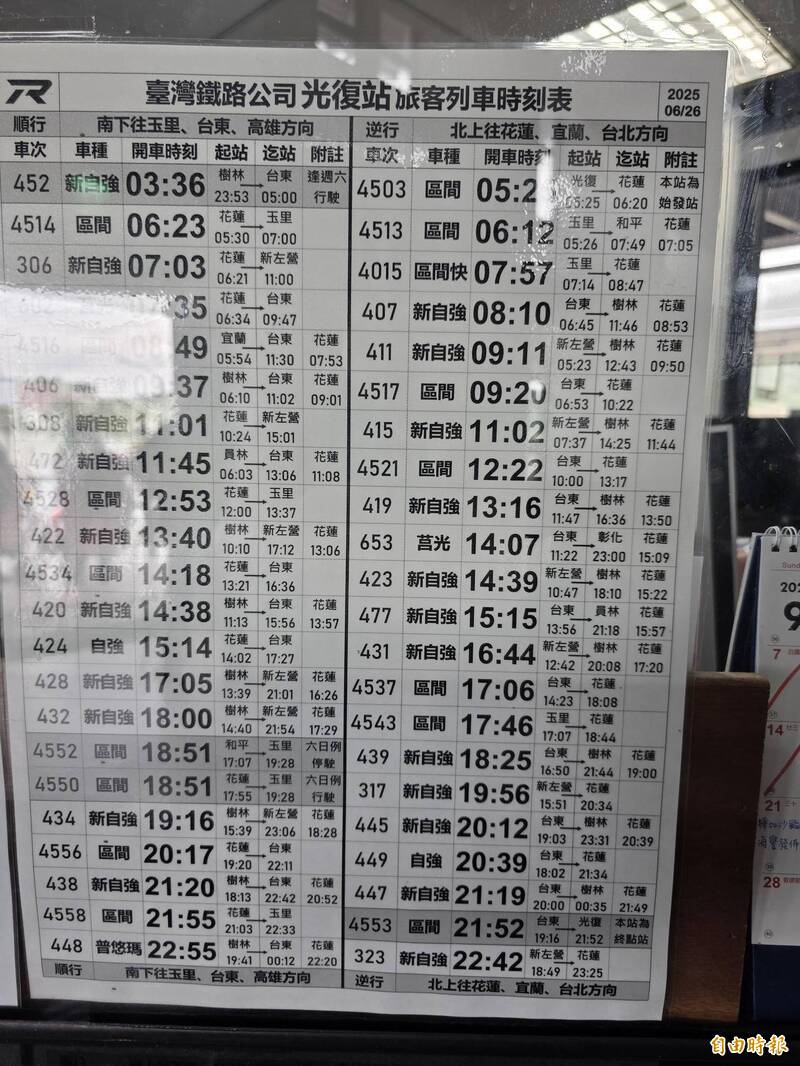 TR 臺灣鐵路公司 光復站 旅客列車時刻表 2025 06/26
順行 南下往玉里、台東、高雄方向 逆行 北上往花蓮、宜蘭、台北方向
車次 車種 開車時刻 起站 迄站 附註 車次 車種 開車時刻 起站 迄站 附註
452 新自強 03:36 樹林→台東 逢週六
23:53 05:00 行駛
4514 區間 06:23 花蓮→玉里
05:30 07:00
306 新自強 07:03 花蓮→新左營
06:21 11:00
35 花蓮→台東
06:34 09:47
4516 區間 49 宜蘭→台東 花蓮
05:54 11:30 07:53
406 新自強 37 樹林→台東 花蓮
06:10 11:02 09:01
308 新自強 11:01 花蓮→新左營
10:24 15:01
472 新自強 11:45 員林→台東 花蓮
06:03 13:06 11:08
4528 區間 12:53 花蓮→玉里
12:00 13:37
422 新自強 13:40 樹林→新左營 花蓮
10:10 17:12 13:06
4534 區間 14:18 花蓮→台東
13:21 16:36
420 新自強 14:38 樹林→台東 花蓮
11:13 15:56 13:57
424 自強 15:14 花蓮→台東
14:02 17:27
428 新自強 17:05 樹林→新左營 花蓮
13:39 21:01 16:26
432 新自強 18:00 樹林→新左營 花蓮
14:40 21:54 17:29
4552 區間 18:51 和平→玉里 六日例
17:07 19:28 停駛
4550 區間 18:51 花蓮→玉里 六日例
17:55 19:28 行駛
434 新自強 19:16 樹林→新左營 花蓮
15:39 23:06 18:28
4556 區間 20:17 花蓮→台東
19:20 22:11
438 新自強 21:20 樹林→台東 花蓮
18:13 22:42 20:52
4558 區間 21:55 花蓮→玉里
21:03 22:33
448 普悠瑪 22:55 樹林→台東 花蓮
19:41 00:12 22:20
順行 南下往玉里、台東、高雄方向
4503 區間 05:2 光復→花蓮 本站為
05:25 06:20 始發站
4513 區間 06:12 玉里→和平 花蓮
05:26 07:49 07:05
4015 區間快 07:57 玉里→花蓮
07:14 08:47
407 新自強 08:10 台東→樹林 花蓮
06:45 11:46 08:53
411 新自強 09:11 新左營→樹林 花蓮
05:23 12:43 09:50
4517 區間 09:20 台東→花蓮
06:53 10:22
415 新自強 11:02 新左營→樹林 花蓮
07:37 14:25 11:44
4521 區間 12:22 台東→花蓮
10:00 13:17
419 新自強 13:16 台東→樹林 花蓮
11:47 16:36 13:50
653 莒光 14:07 台東→彰化 花蓮
11:22 23:00 15:09
423 新自強 14:39 新左營→樹林 花蓮
10:47 18:10 15:22
477 新自強 15:15 台東→員林 花蓮
13:56 21:18 15:57
431 新自強 16:44 新左營→樹林 花蓮
12:42 20:08 17:20
4537 區間 17:06 台東→花蓮
14:23 18:08
4543 區間 17:46 玉里→花蓮
17:07 18:44
439 新自強 18:25 台東→樹林 花蓮
16:50 21:44 19:00
317 新自強 19:56 新左營→花蓮
15:51 20:34
445 新自強 20:12 台東→樹林 花蓮
19:03 23:31 20:39
449 自強 20:39 台東→花蓮
18:02 21:34
447 新自強 21:19 台東→樹林 花蓮
20:00 00:35 21:49
4553 區間 21:52 台東→光復 本站為
19:16 21:52 終點站
323 新自強 22:42 新左營→花蓮
18:49 23:25
逆行 北上往花蓮、宜蘭、台北方向
9
7
14
21
28
自由時報